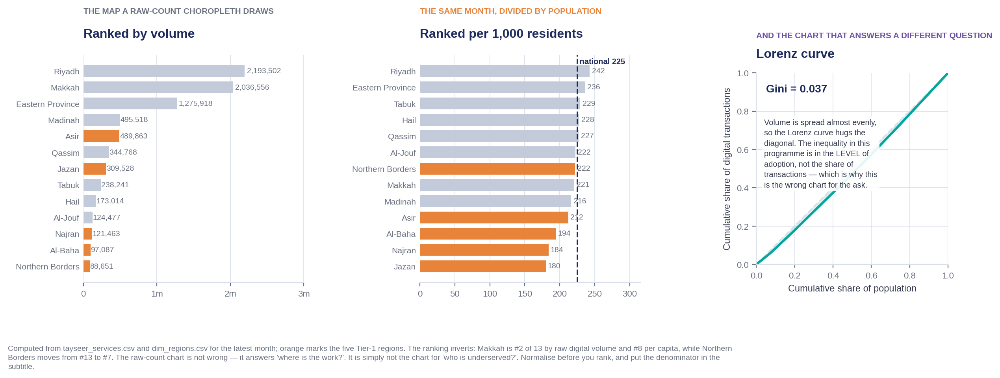 THE MAP A RAW-COUNT CHOROPLETH DRAWS
Ranked by volume
Riyadh 2,193,502
Makkah 2,036,556
Eastern Province 1,275,918
Madinah 495,518
Asir 489,863
Qassim 344,768
Jazan 309,528
Tabuk 238,241
Hail 173,014
Al-Jouf 124,477
Najran 121,463
Al-Baha 97,087
Northern Borders 88,651
0 1m 2m 3m
THE SAME MONTH, DIVIDED BY POPULATION
Ranked per 1,000 residents
national 225
Riyadh 242
Eastern Province 236
Tabuk 229
Hail 228
Qassim 227
Al-Jouf 222
Northern Borders 222
Makkah 221
Madinah 216
Asir 212
Al-Baha 194
Najran 184
Jazan 180
0 50 100 150 200 250 300
AND THE CHART THAT ANSWERS A DIFFERENT QUESTION
Lorenz curve
Cumulative share of digital transactions
1.0
0.8
0.6
0.4
0.2
0.0
Gini = 0.037
Volume is spread almost evenly,
so the Lorenz curve hugs the
diagonal. The inequality in this
programme is in the LEVEL of
adoption, not the share of
transactions — which is why this
is the wrong chart for the ask.
0.0 0.2 0.4 0.6 0.8 1.0
Cumulative share of population
Computed from tayseer_services.csv and dim_regions.csv for the latest month; orange marks the five Tier-1 regions. The ranking inverts: Makkah is #2 of 13 by raw digital volume and #8 per capita, while Northern
Borders moves from #13 to #7. The raw-count chart is not wrong — it answers 'where is the work?'. It is simply not the chart for 'who is underserved?'. Normalise before you rank, and put the denominator in the
subtitle.